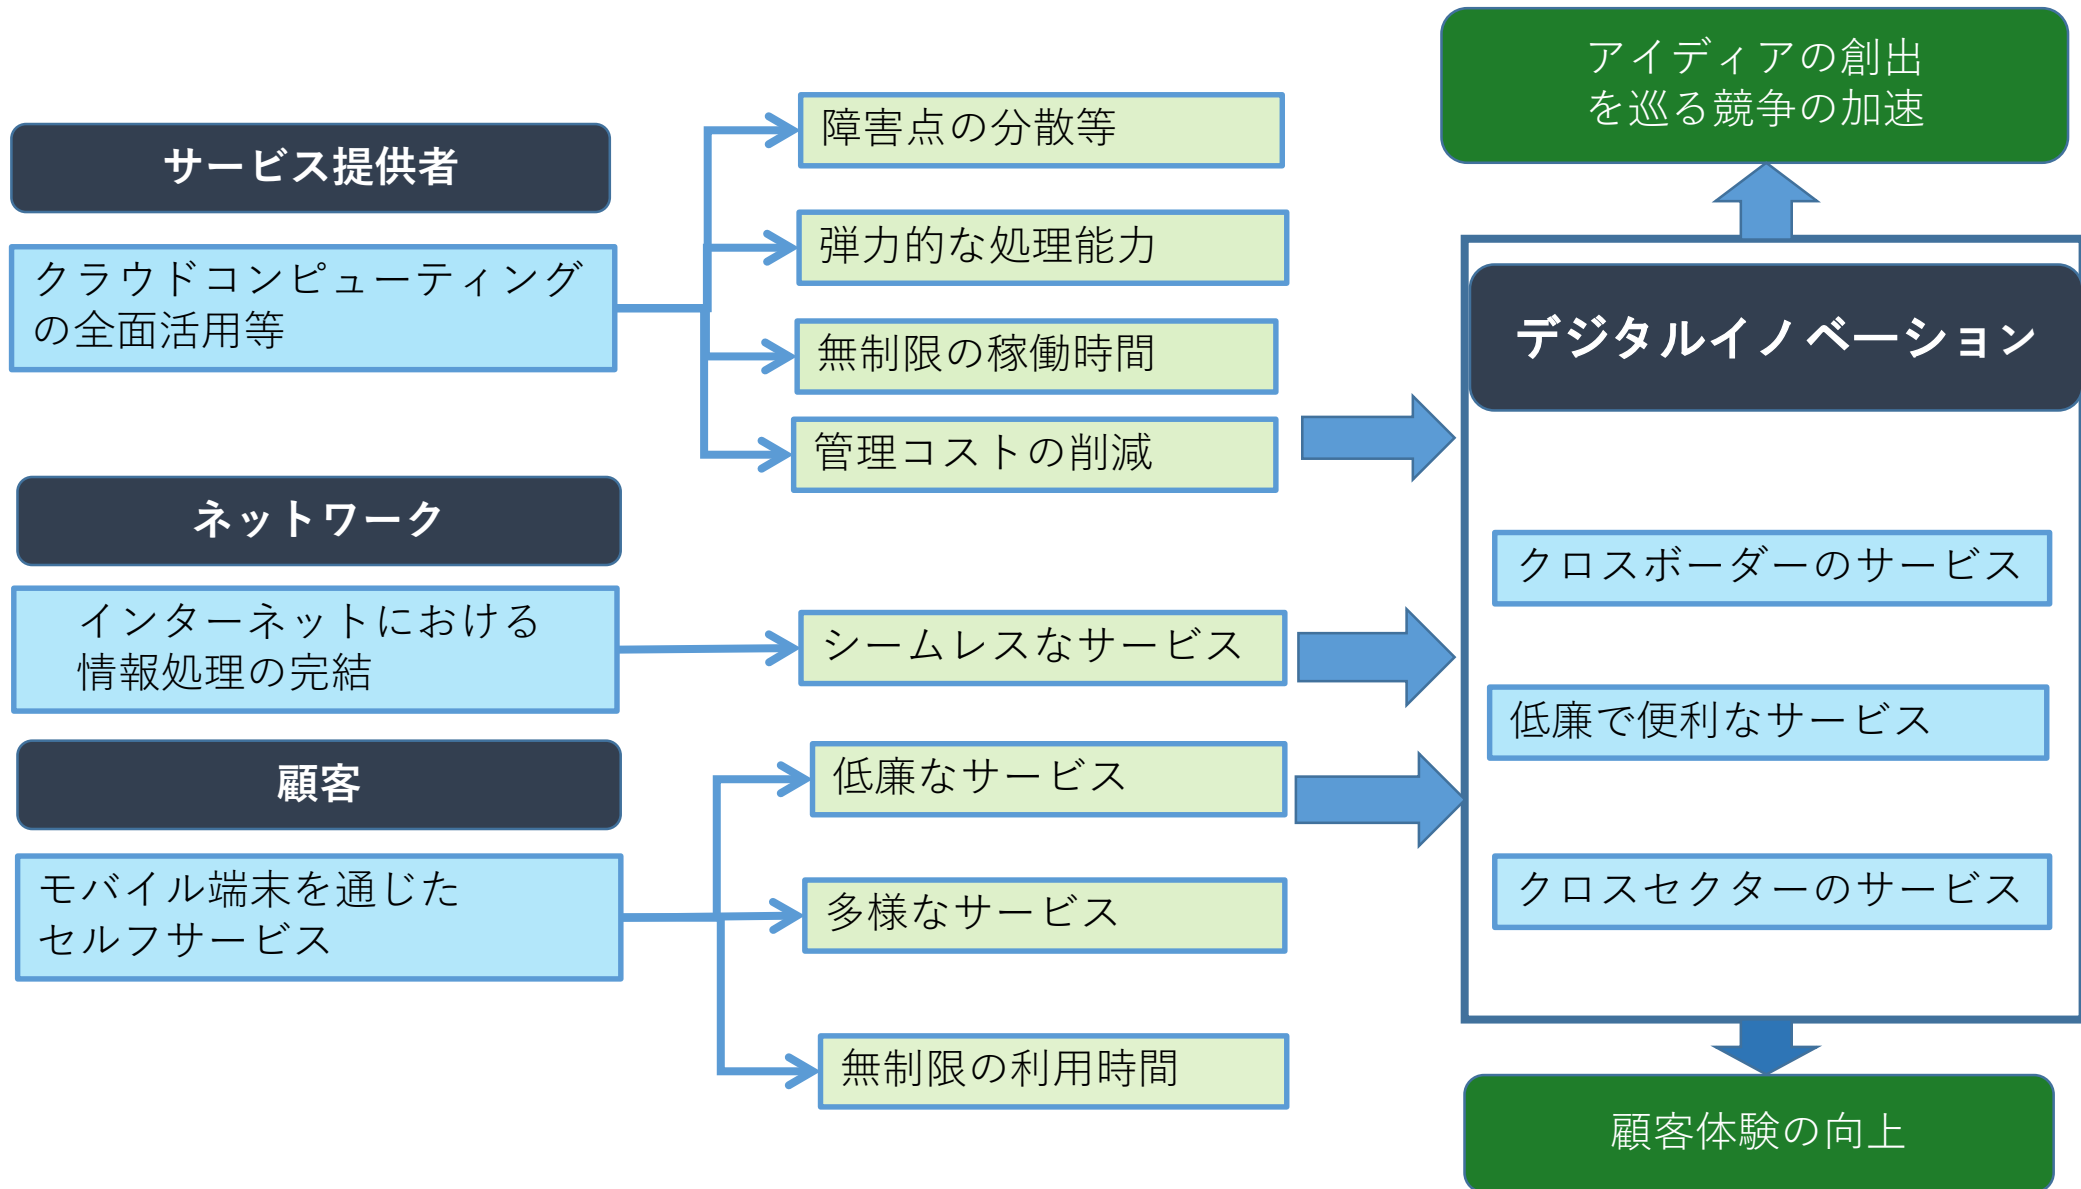 サービス提供者
クラウドコンピューティング
の全面活用等
障害点の分散等
弾力的な処理能力
無制限の稼働時間
管理コストの削減
ネットワーク
インターネットにおける
情報処理の完結
シームレスなサービス
顧客
モバイル端末を通じた
セルフサービス
低廉なサービス
多様なサービス
無制限の利用時間
アイディアの創出
を巡る競争の加速
デジタルイノベーション
クロスボーダーのサービス
低廉で便利なサービス
クロスセクターのサービス
顧客体験の向上